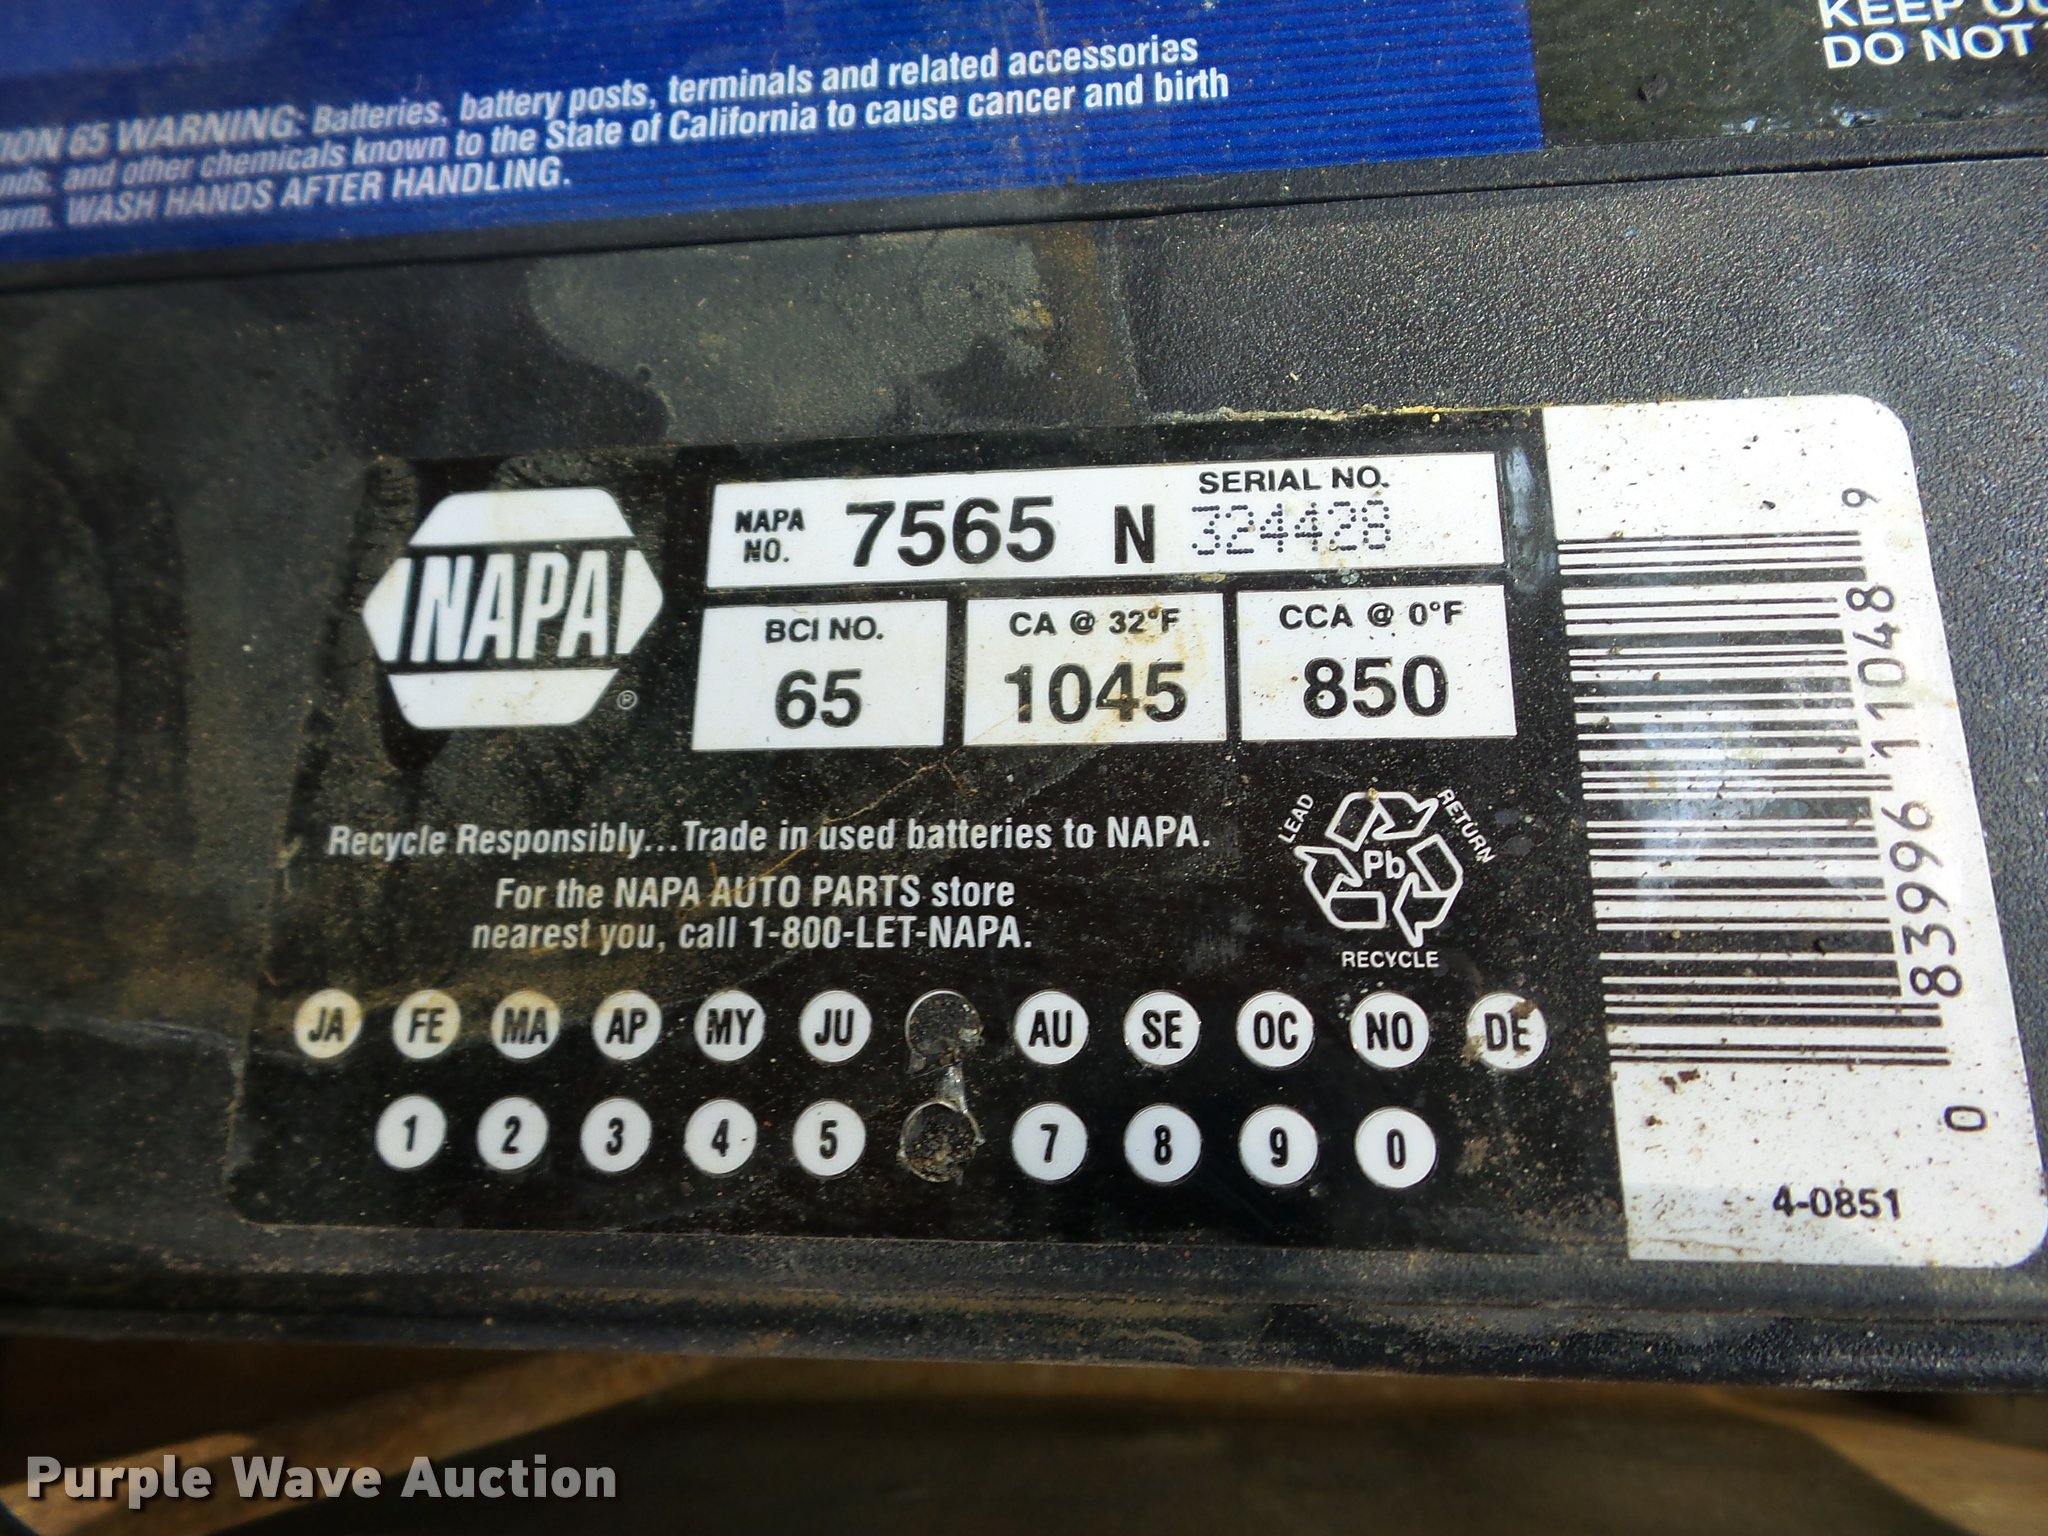 KEEP
DO NOT
65 WARNING: Batteries, battery posts, terminals and related accessories
and other chemicals known to the State of California to cause cancer and birth
WASH HANDS AFTER HANDLING.
NAPA
®
NAPA NO. 7565 N SERIAL NO. 324428
BCI NO. 65
CA @ 32°F 1045
CCA @ 0°F 850
Recycle Responsibly...Trade in used batteries to NAPA.
For the NAPA AUTO PARTS store
nearest you, call 1-800-LET-NAPA.
LEAD RETURN
Pb
RECYCLE
JA FE MA AP MY JU AU SE OC NO DE
1 2 3 4 5 7 8 9 0
0 83996 11048 9
4-0851
Purple Wave Auction